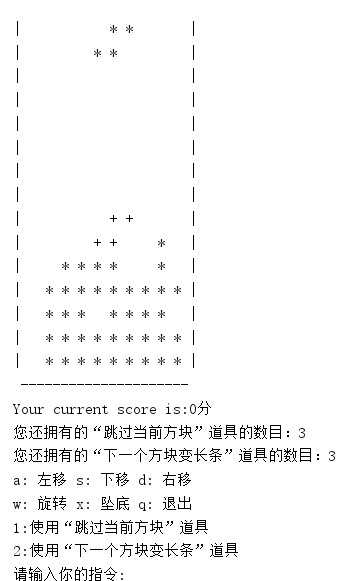 |           * *       |
|         * *         |
|                     |
|                     |
|                     |
|                     |
|                     |
|                     |
|           + +       |
|         + +     *   |
|     * * * *     *   |
|   * * * * * * * * * |
|   * * *   * * * *   |
|   * * * * * * * * * |
|   * * * * * * * * * |
---------------------
Your current score is:0分
您还拥有的“跳过当前方块”道具的数目：3
您还拥有的“下一个方块变长条”道具的数目：3
a: 左移 s: 下移 d: 右移
w: 旋转 x: 坠底 q: 退出
1:使用“跳过当前方块”道具
2:使用“下一个方块变长条”道具
请输入你的指令: